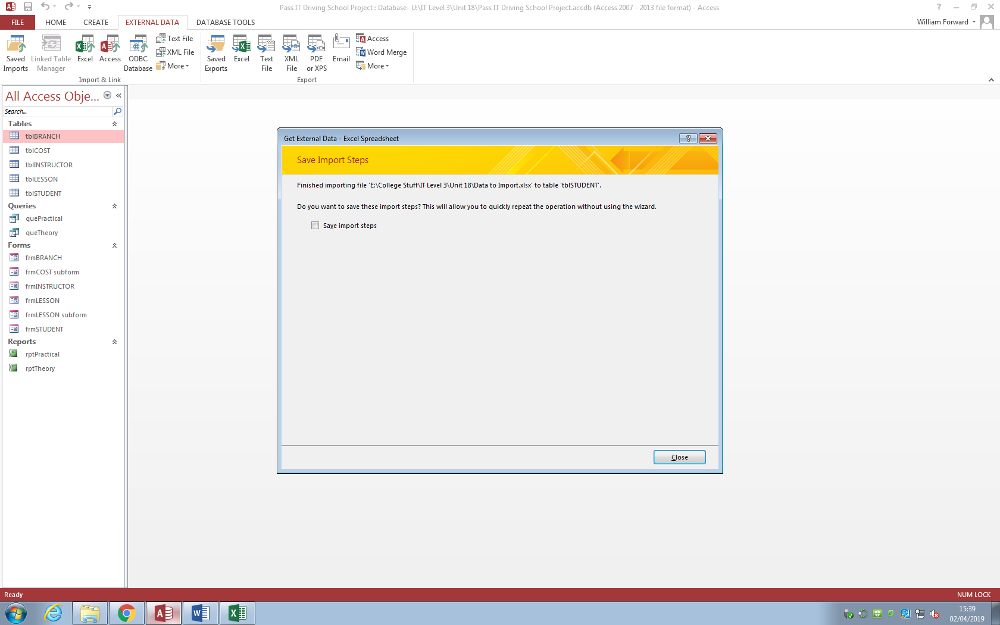 Pass IT Driving School Project : Database- U:\IT Level 3\Unit 18\Pass IT Driving School Project.accdb (Access 2007 - 2013 file format) - Access
FILE HOME CREATE EXTERNAL DATA DATABASE TOOLS
William Forward
Saved Imports
Linked Table Manager
Excel
Access
ODBC Database
Text File
XML File
More
Import & Link
Saved Exports
Excel
Text File
XML File
PDF or XPS
Email
Access
Word Merge
More
Export
All Access Obje...
Search...
Tables
tblBRANCH
tblCOST
tblINSTRUCTOR
tblLESSON
tblSTUDENT
Queries
quePractical
queTheory
Forms
frmBRANCH
frmCOST subform
frmINSTRUCTOR
frmLESSON
frmLESSON subform
frmSTUDENT
Reports
rptPractical
rptTheory
Get External Data - Excel Spreadsheet
Save Import Steps
Finished importing file 'E:\College Stuff\IT Level 3\Unit 18\Data to Import.xlsx' to table 'tblSTUDENT'.
Do you want to save these import steps? This will allow you to quickly repeat the operation without using the wizard.
Save import steps
Close
Ready
NUM LOCK
15:39
02/04/2019